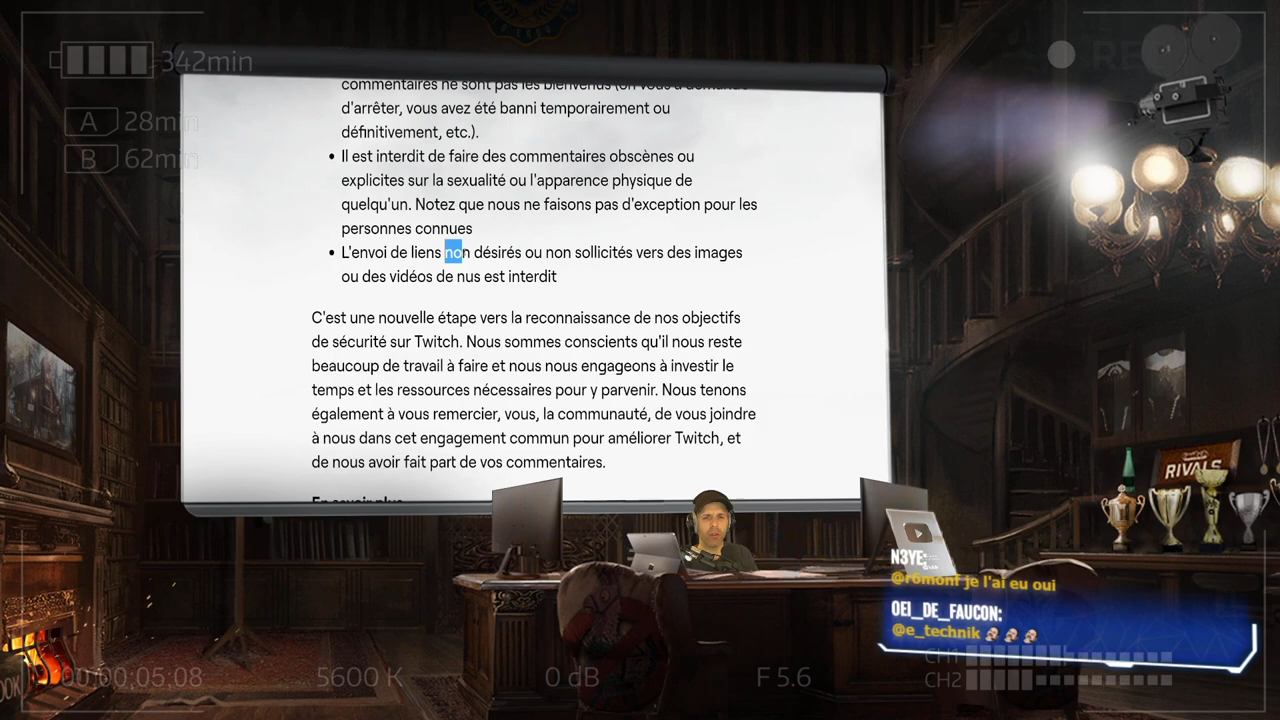 342min
REC
A 28min
B 62min
commentaires ne sont pas les bienvenus (on vous a demandé
d'arrêter, vous avez été banni temporairement ou
définitivement, etc.).
• Il est interdit de faire des commentaires obscènes ou
explicites sur la sexualité ou l'apparence physique de
quelqu'un. Notez que nous ne faisons pas d'exception pour les
personnes connues
• L'envoi de liens non désirés ou non sollicités vers des images
ou des vidéos de nus est interdit
C'est une nouvelle étape vers la reconnaissance de nos objectifs
de sécurité sur Twitch. Nous sommes conscients qu'il nous reste
beaucoup de travail à faire et nous nous engageons à investir le
temps et les ressources nécessaires pour y parvenir. Nous tenons
également à vous remercier, vous, la communauté, de vous joindre
à nous dans cet engagement commun pour améliorer Twitch, et
de nous avoir fait part de vos commentaires.
En savoir plus
RIVALS
N3YE:
@romonf je l'ai eu oui
OEI_DE_FAUCON:
@e_technik
00:00:05:08
5600 K
0 dB
F 5.6
CH1
CH2